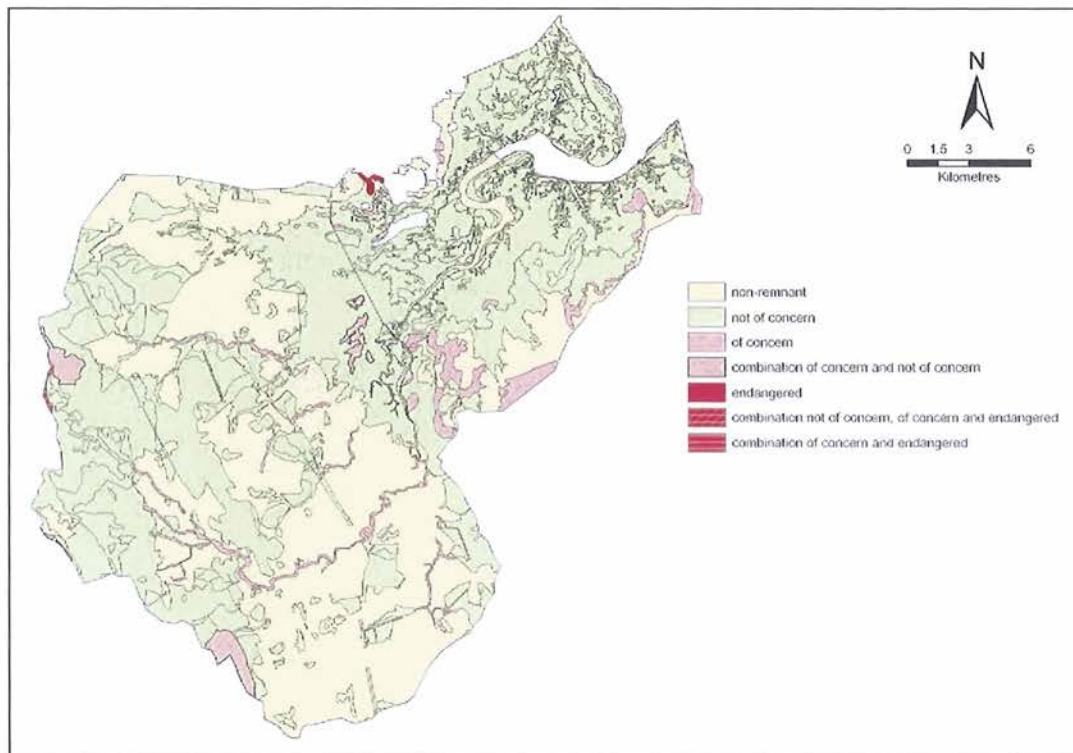 N
0 1.5 3 6
Kilometres
non-remnant
not of concern
of concern
combination of concern and not of concern
endangered
combination not of concern, of concern and endangered
combination of concern and endangered